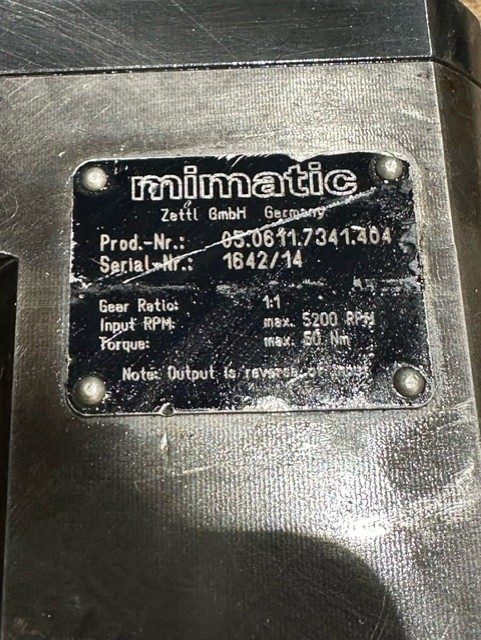 mimatic
Zettl GmbH Germany
Prod.-Nr.: 05.0611.7341.404
Serial-Nr.: 1642/14
Gear Ratio: 1:1
Input RPM: max. 5200 RPM
Torque: max. 60 Nm
Note: Output is reverse of input